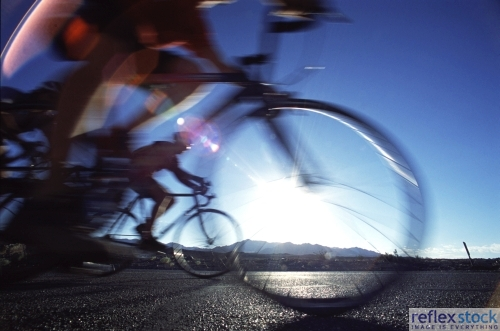 reflexstock
IMAGE IS EVERYTHING